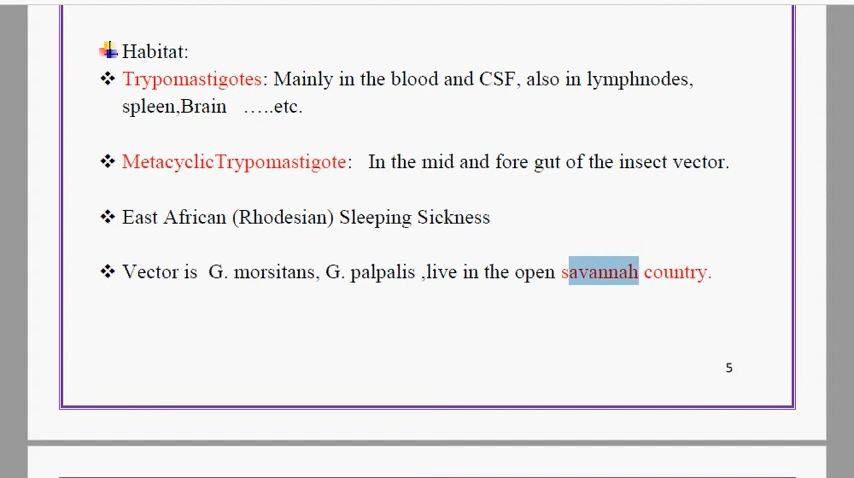 Habitat:
❖ Trypomastigotes: Mainly in the blood and CSF, also in lymphnodes,
spleen,Brain …..etc.
❖ MetacyclicTrypomastigote: In the mid and fore gut of the insect vector.
❖ East African (Rhodesian) Sleeping Sickness
❖ Vector is G. morsitans, G. palpalis ,live in the open savannah country.
5